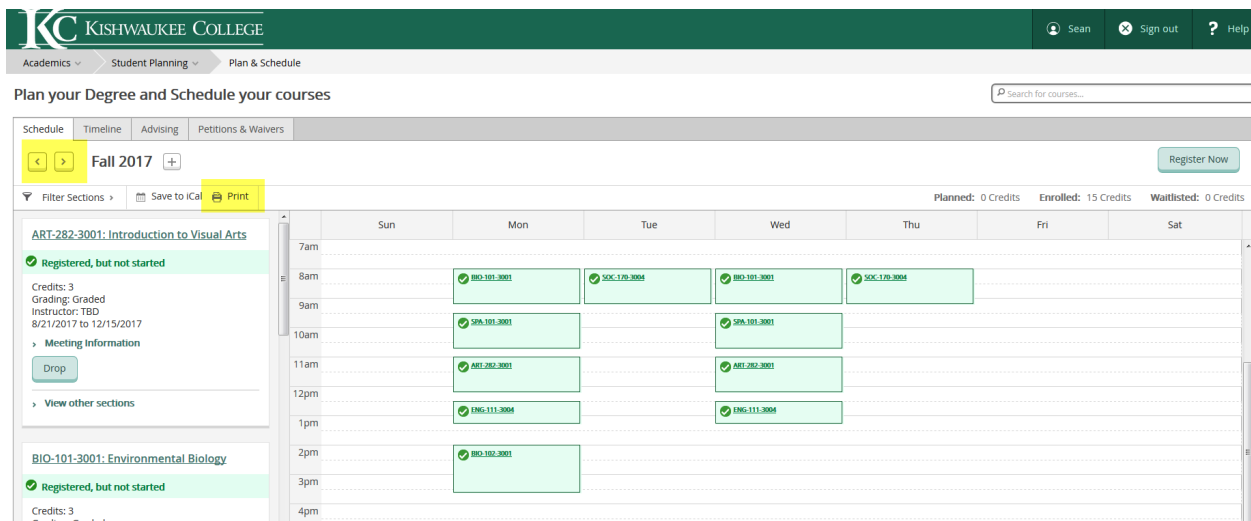 KC KISHWAUKEE COLLEGE
Sean
Sign out
? Help
Academics
Student Planning
Plan & Schedule
Plan your Degree and Schedule your courses
Search for courses...
Schedule
Timeline
Advising
Petitions & Waivers
< > Fall 2017 +
Register Now
Filter Sections >
Save to iCal
Print
Planned: 0 Credits
Enrolled: 15 Credits
Waitlisted: 0 Credits
ART-282-3001: Introduction to Visual Arts
Registered, but not started
Credits: 3
Grading: Graded
Instructor: TBD
8/21/2017 to 12/15/2017
> Meeting Information
Drop
> View other sections
BIO-101-3001: Environmental Biology
Registered, but not started
Credits: 3
Sun Mon Tue Wed Thu Fri Sat
7am
8am BIO-101-3001 SOC-170-3004 BIO-101-3001 SOC-170-3004
9am
SPA-101-3001 SPA-101-3001
10am
11am ART-282-3001 ART-282-3001
12pm
ENG-111-3004 ENG-111-3004
1pm
2pm BIO-102-3001
3pm
4pm